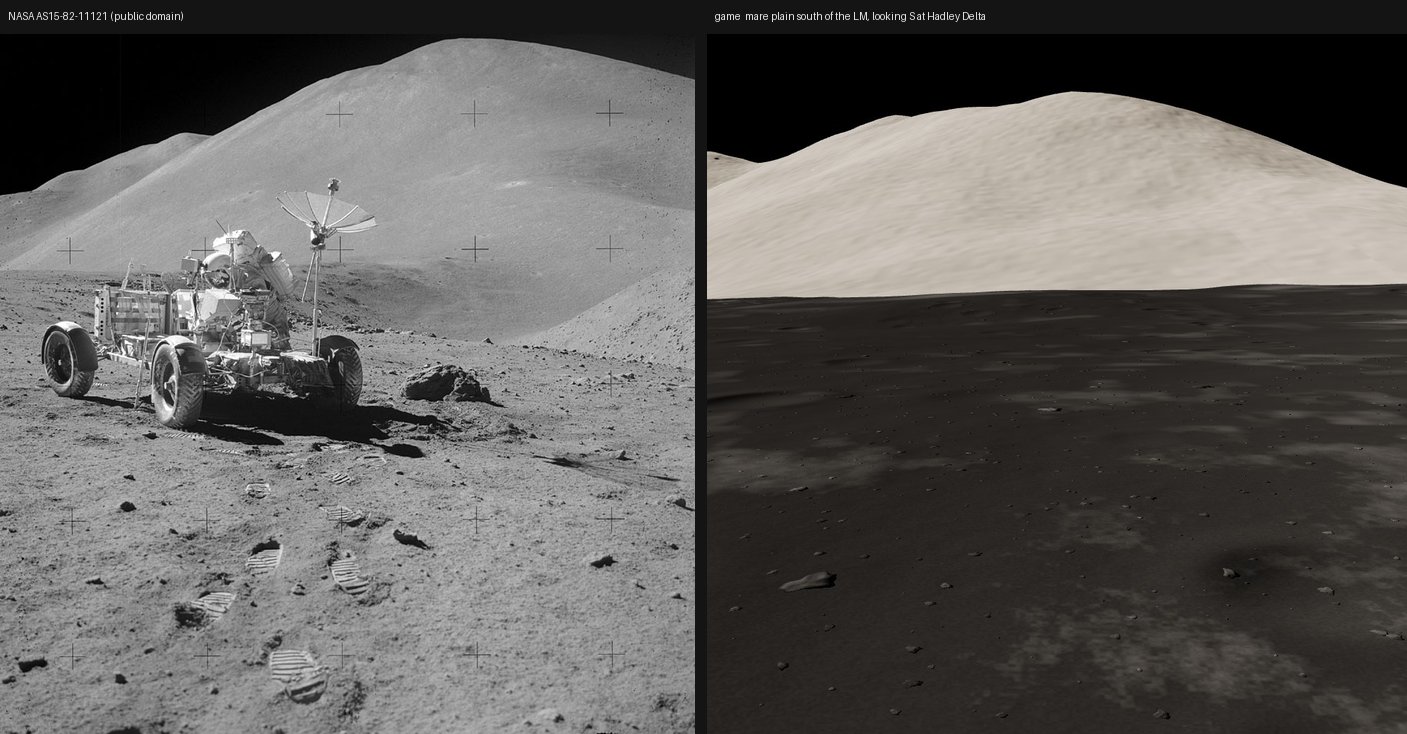 NASA AS15-82-11121 (public domain)
game mare plain south of the LM, looking S at Hadley Delta